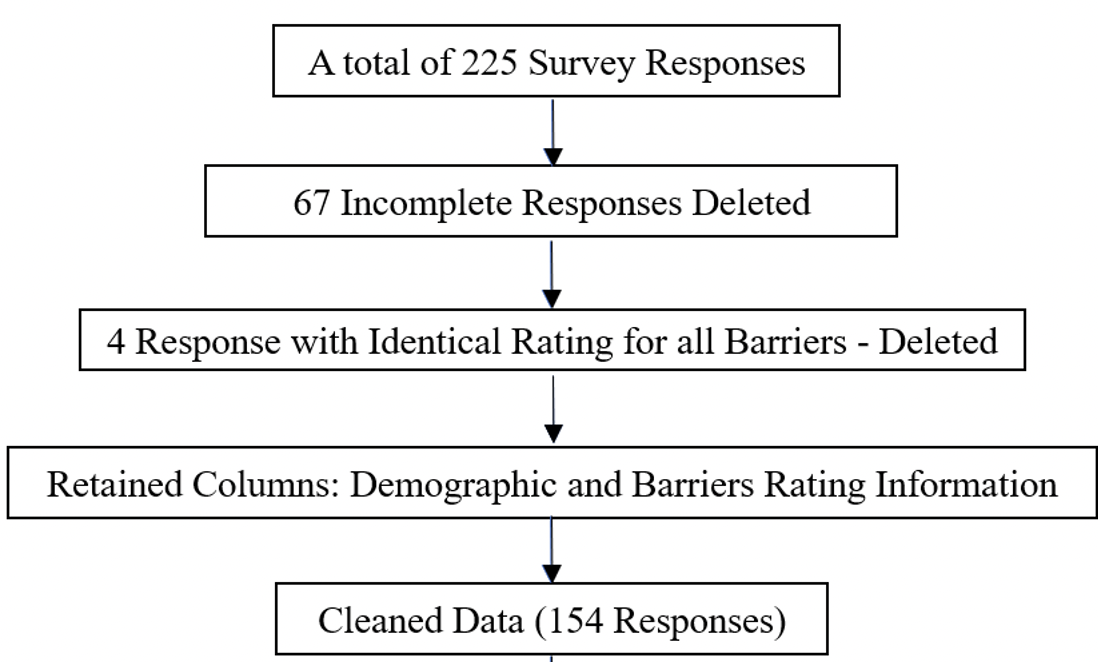 A total of 225 Survey Responses
67 Incomplete Responses Deleted
4 Response with Identical Rating for all Barriers - Deleted
Retained Columns: Demographic and Barriers Rating Information
Cleaned Data (154 Responses)